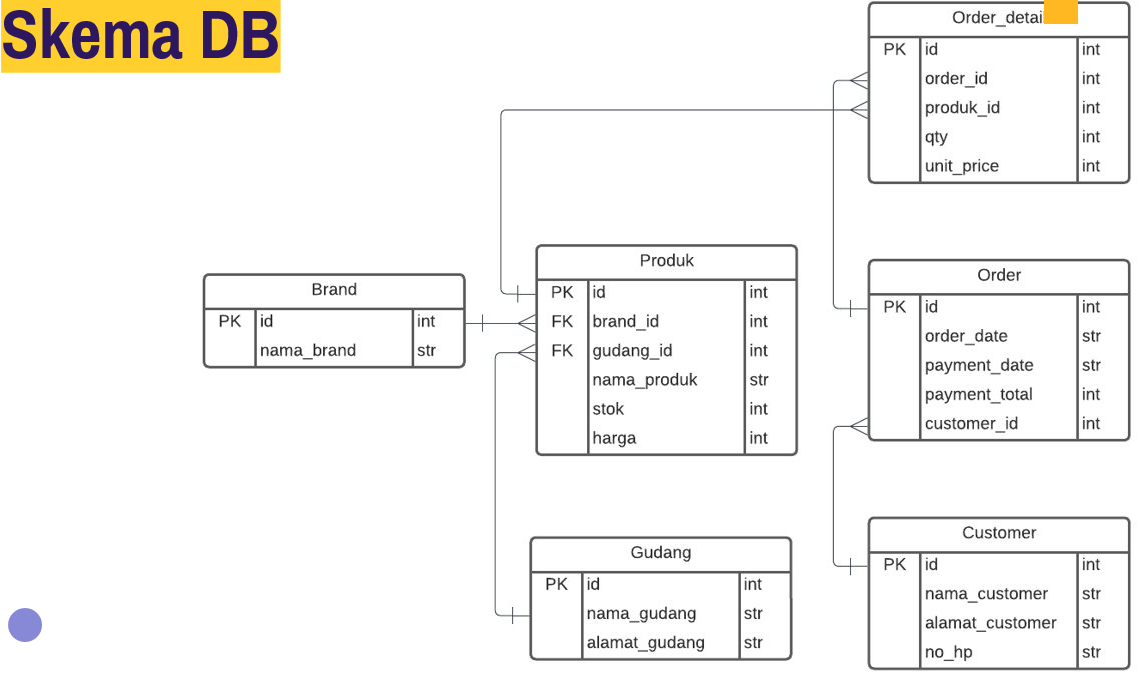 Skema DB
Order_detai
PK id int
order_id int
produk_id int
qty int
unit_price int
Brand
PK id int
nama_brand str
Produk
PK id int
FK brand_id int
FK gudang_id int
nama_produk str
stok int
harga int
Order
PK id int
order_date str
payment_date str
payment_total int
customer_id int
Gudang
PK id int
nama_gudang str
alamat_gudang str
Customer
PK id int
nama_customer str
alamat_customer str
no_hp str